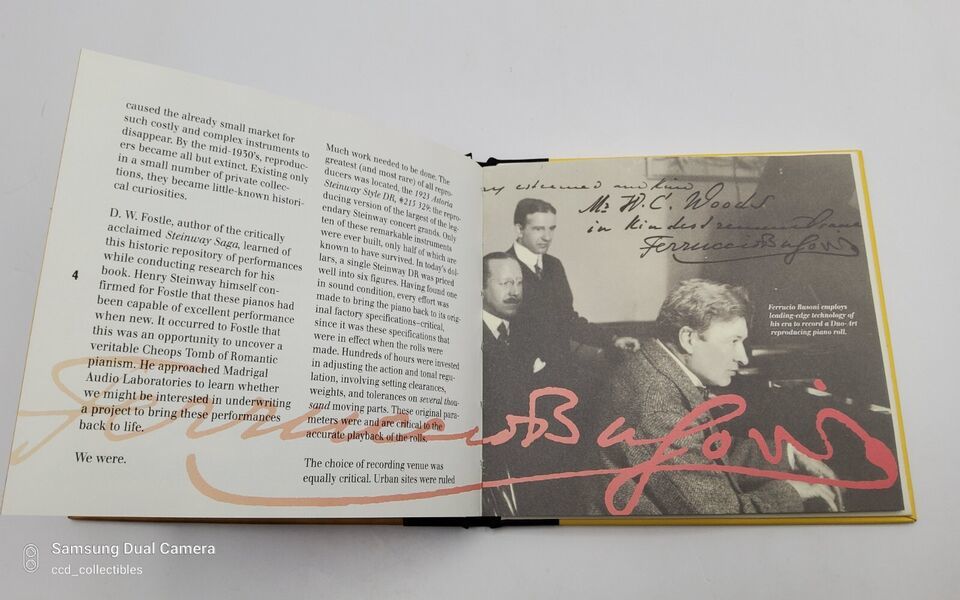 caused the already small market for
such costly and complex instruments to
disappear. By the mid-1930's, reproduc-
ers became all but extinct. Existing only
in a small number of private collec-
tions, they became little-known histori-
cal curiosities.
D. W. Fostle, author of the critically
acclaimed Steinway Saga, learned of
this historic repository of performances
while conducting research for his
book. Henry Steinway himself con-
firmed for Fostle that these pianos had
been capable of excellent performance
when new. It occurred to Fostle that
this was an opportunity to uncover a
veritable Cheops Tomb of Romantic
pianism. He approached Madrigal
Audio Laboratories to learn whether
we might be interested in underwriting
a project to bring these performances
back to life.
We were.
4
Much work needed to be done. The
greatest (and most rare) of all repro-
ducers was located, the 1923 Astoria
Steinway Style DR, #215 329: the repro-
ducing version of the largest of the leg-
endary Steinway concert grands. Only
ten of these remarkable instruments
were ever built, only half of which are
known to have survived. In today's dol-
lars, a single Steinway DR was priced
well into six figures. Having found one
in sound condition, every effort was
made to bring the piano back to its orig-
inal factory specifications–critical,
since it was these specifications that
were in effect when the rolls were
made. Hundreds of hours were invested
in adjusting the action and tonal regu-
lation, involving setting clearances,
weights, and tolerances on several thou-
sand moving parts. These original para-
meters were and are critical to the
accurate playback of the rolls.
The choice of recording venue was
equally critical. Urban sites were ruled
esteemed
Mr H. C. Woods
in kindest
Ferruccio Busoni
Ferrucio Busoni employs
leading-edge technology of
his era to record a Duo-Art
reproducing piano roll.
Ferruccio Busoni
Samsung Dual Camera
ccd_collectibles